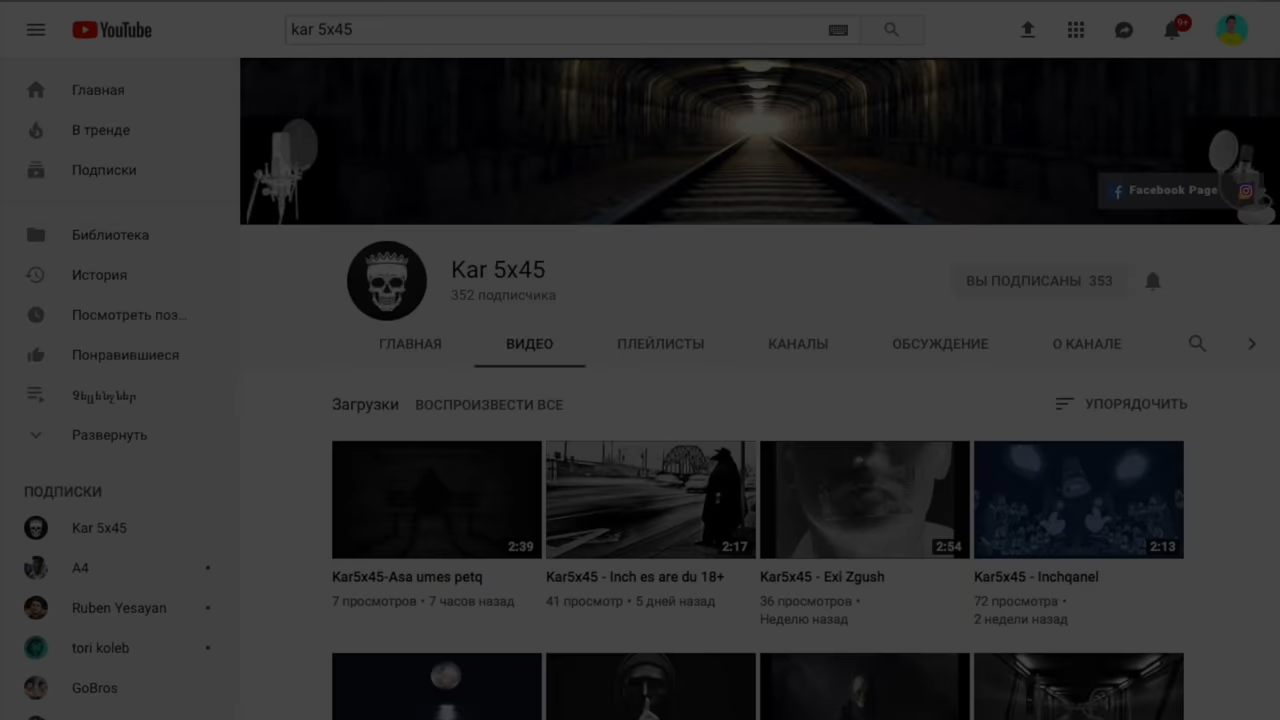 YouTube
kar 5x45
9+
Главная
В тренде
Подписки
Библиотека
История
Посмотреть поз...
Понравившиеся
Չելենջներ
Развернуть
ПОДПИСКИ
Kar 5x45
A4
Ruben Yesayan
tori koleb
GoBros
Facebook Page
Kar 5x45
352 подписчика
ВЫ ПОДПИСАНЫ 353
ГЛАВНАЯ ВИДЕО ПЛЕЙЛИСТЫ КАНАЛЫ ОБСУЖДЕНИЕ О КАНАЛЕ
Загрузки ВОСПРОИЗВЕСТИ ВСЕ УПОРЯДОЧИТЬ
2:39
Kar5x45-Asa umes petq
7 просмотров • 7 часов назад
2:17
Kar5x45 - Inch es are du 18+
41 просмотр • 5 дней назад
2:54
Kar5x45 - Exi Zgush
36 просмотров •
Неделю назад
2:13
Kar5x45 - Inchqanel
72 просмотра •
2 недели назад